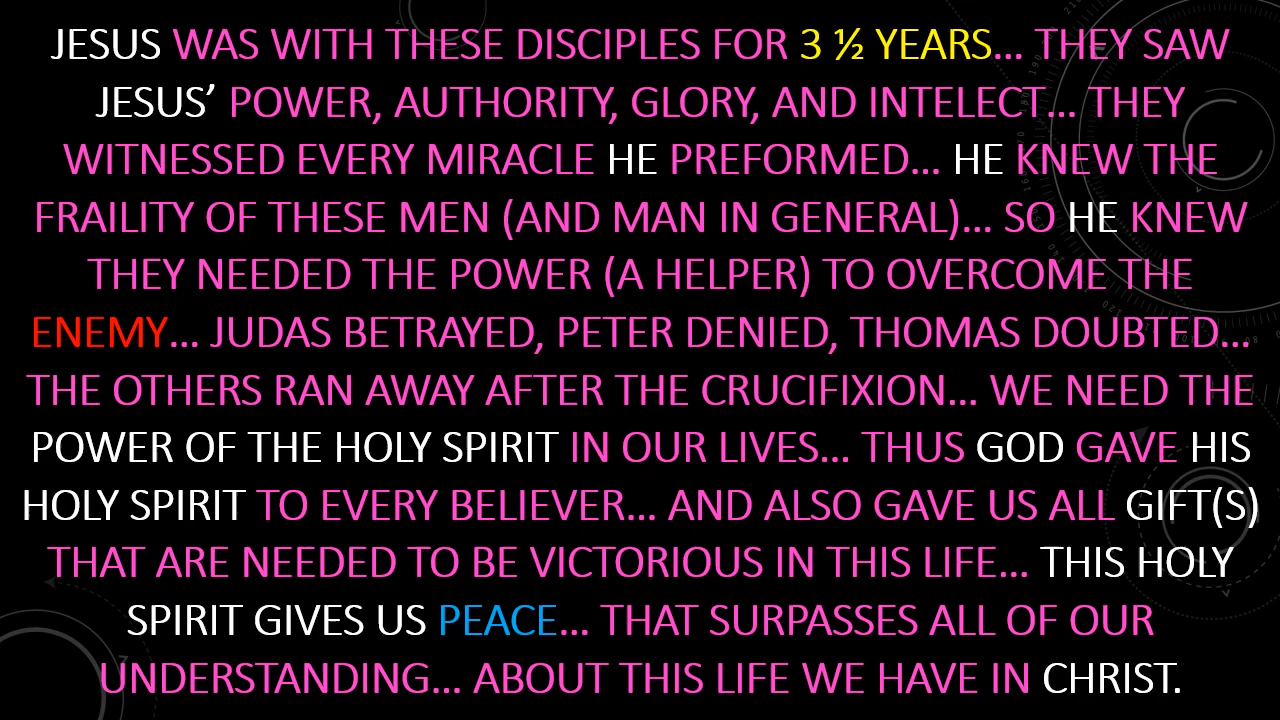 JESUS WAS WITH THESE DISCIPLES FOR 3 ½ YEARS… THEY SAW
JESUS’ POWER, AUTHORITY, GLORY, AND INTELECT… THEY
WITNESSED EVERY MIRACLE HE PREFORMED… HE KNEW THE
FRAILITY OF THESE MEN (AND MAN IN GENERAL)… SO HE KNEW
THEY NEEDED THE POWER (A HELPER) TO OVERCOME THE
ENEMY… JUDAS BETRAYED, PETER DENIED, THOMAS DOUBTED…
THE OTHERS RAN AWAY AFTER THE CRUCIFIXION… WE NEED THE
POWER OF THE HOLY SPIRIT IN OUR LIVES… THUS GOD GAVE HIS
HOLY SPIRIT TO EVERY BELIEVER… AND ALSO GAVE US ALL GIFT(S)
THAT ARE NEEDED TO BE VICTORIOUS IN THIS LIFE… THIS HOLY
SPIRIT GIVES US PEACE… THAT SURPASSES ALL OF OUR
UNDERSTANDING… ABOUT THIS LIFE WE HAVE IN CHRIST.